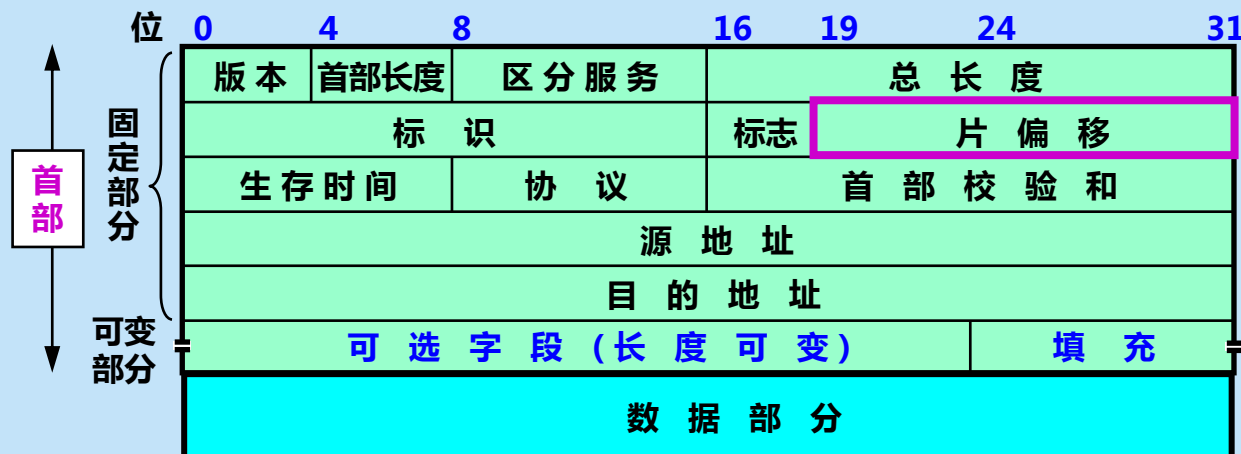 位 0 4 8 16 19 24 31
版本 首部长度 区分服务 总长度
标识 标志 片偏移
生存时间 协议 首部校验和
源地址
目的地址
可选字段(长度可变) 填充
数据部分
首部
固定部分
可变
部分